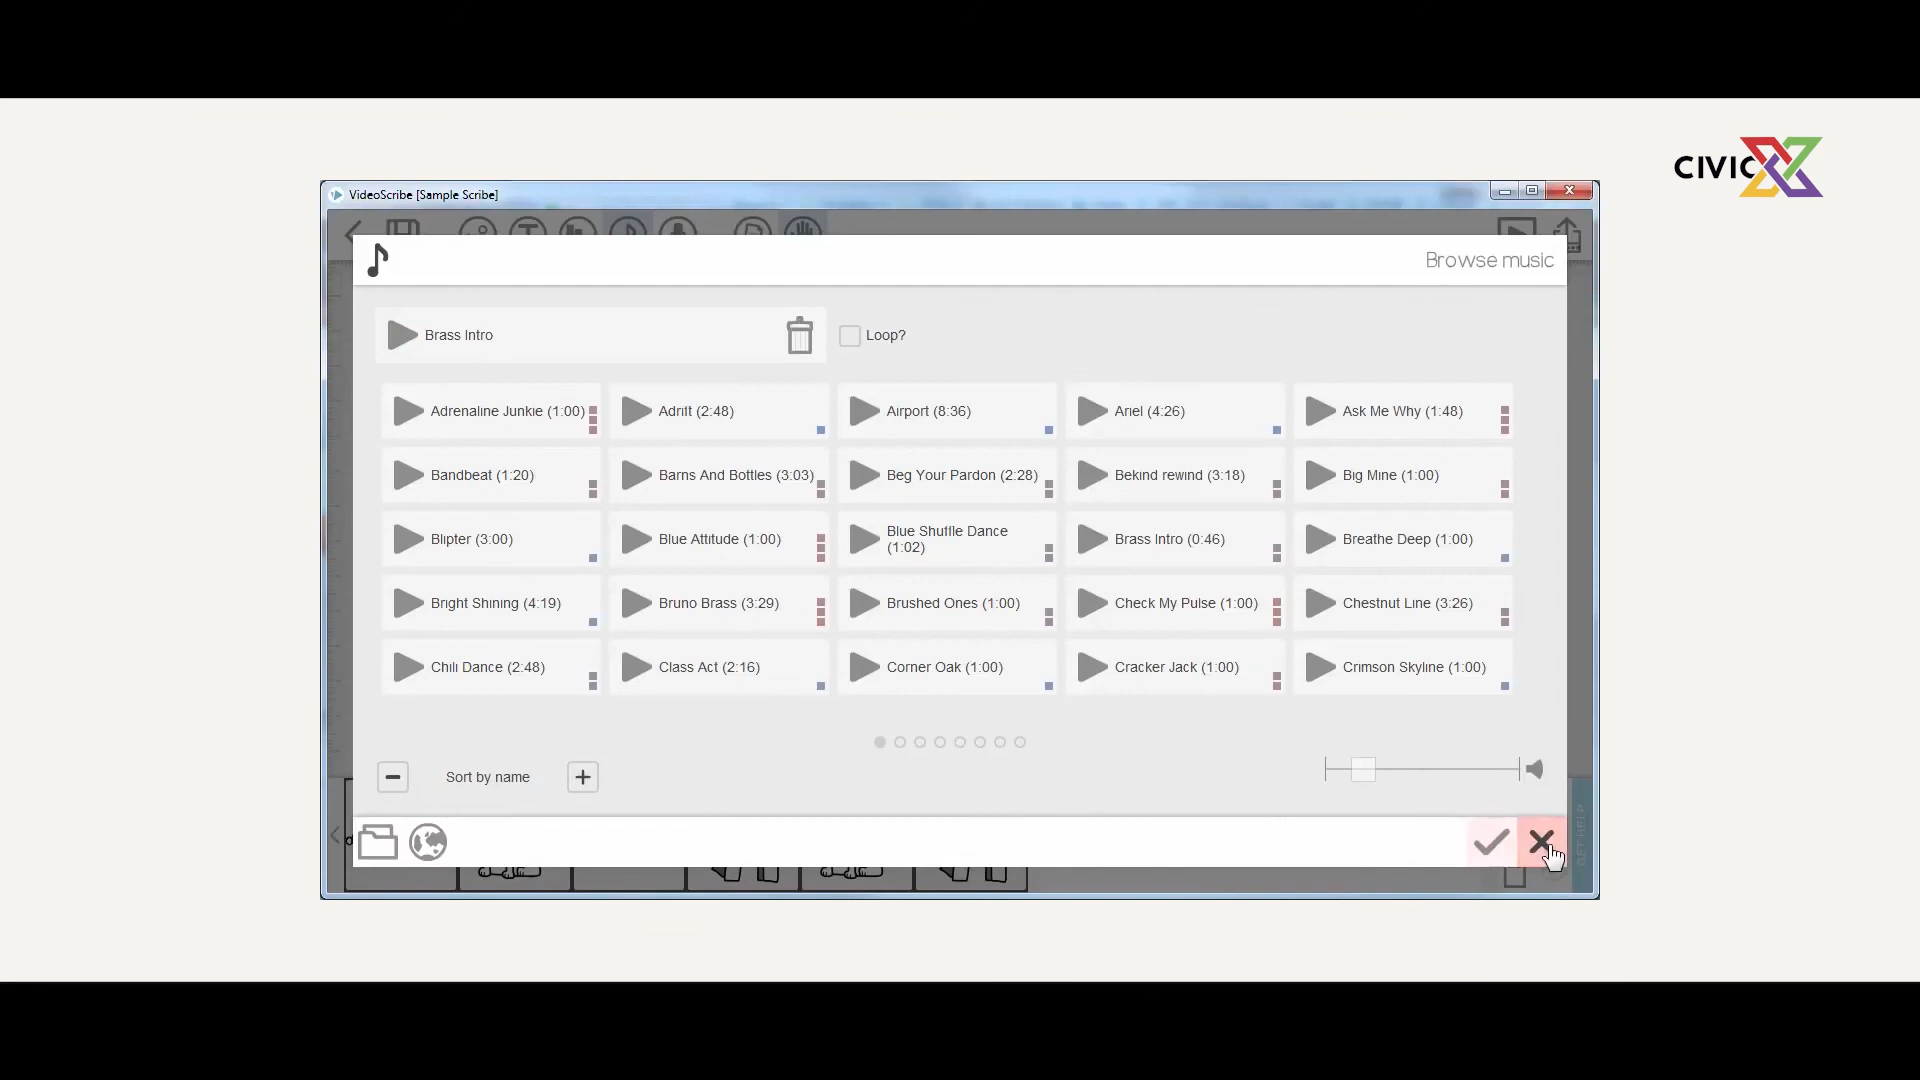 CIVIC
VideoScribe [Sample Scribe]
Browse music
Brass Intro
Loop?
Adrenaline Junkie (1:00)
Adrift (2:48)
Airport (8:36)
Ariel (4:26)
Ask Me Why (1:48)
Bandbeat (1:20)
Barns And Bottles (3:03)
Beg Your Pardon (2:28)
Bekind rewind (3:18)
Big Mine (1:00)
Blipter (3:00)
Blue Attitude (1:00)
Blue Shuffle Dance
(1:02)
Brass Intro (0:46)
Breathe Deep (1:00)
Bright Shining (4:19)
Bruno Brass (3:29)
Brushed Ones (1:00)
Check My Pulse (1:00)
Chestnut Line (3:26)
Chili Dance (2:48)
Class Act (2:16)
Corner Oak (1:00)
Cracker Jack (1:00)
Crimson Skyline (1:00)
Sort by name
GET HELP